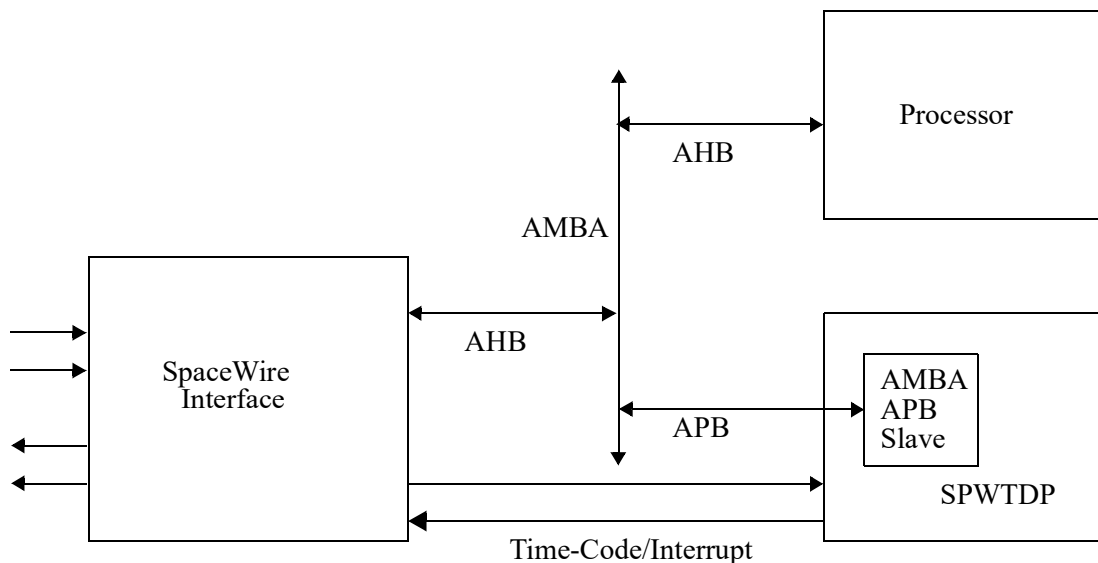 Processor
AHB
AMBA
AHB
SpaceWire
Interface
AMBA
APB
Slave
APB
SPWTDP
Time-Code/Interrupt